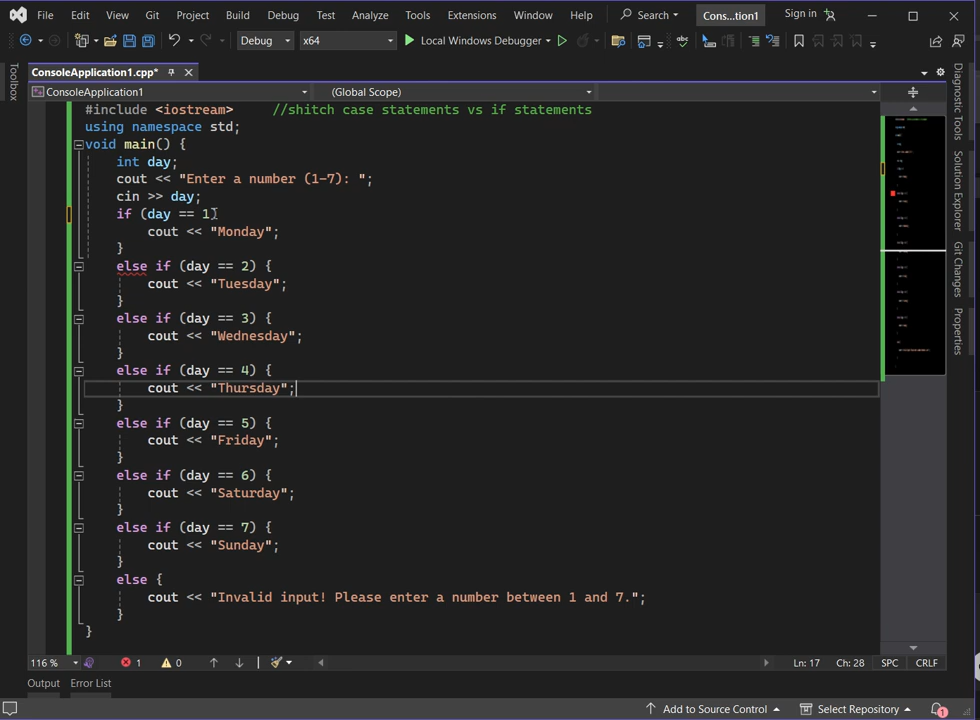 File Edit View Git Project Build Debug Test Analyze Tools Extensions Window Help Search Cons...tion1 Sign in
Debug x64 Local Windows Debugger
Toolbox
ConsoleApplication1.cpp*
ConsoleApplication1 (Global Scope)
#include <iostream> //shitch case statements vs if statements
using namespace std;
void main() {
int day;
cout << "Enter a number (1-7): ";
cin >> day;
if (day == 1)
cout << "Monday";
}
else if (day == 2) {
cout << "Tuesday";
}
else if (day == 3) {
cout << "Wednesday";
}
else if (day == 4) {
cout << "Thursday";
}
else if (day == 5) {
cout << "Friday";
}
else if (day == 6) {
cout << "Saturday";
}
else if (day == 7) {
cout << "Sunday";
}
else {
cout << "Invalid input! Please enter a number between 1 and 7.";
}
}
Diagnostic Tools
Solution Explorer
Git Changes
Properties
116 % 1 0 Ln: 17 Ch: 28 SPC CRLF
Output Error List
Add to Source Control Select Repository 1